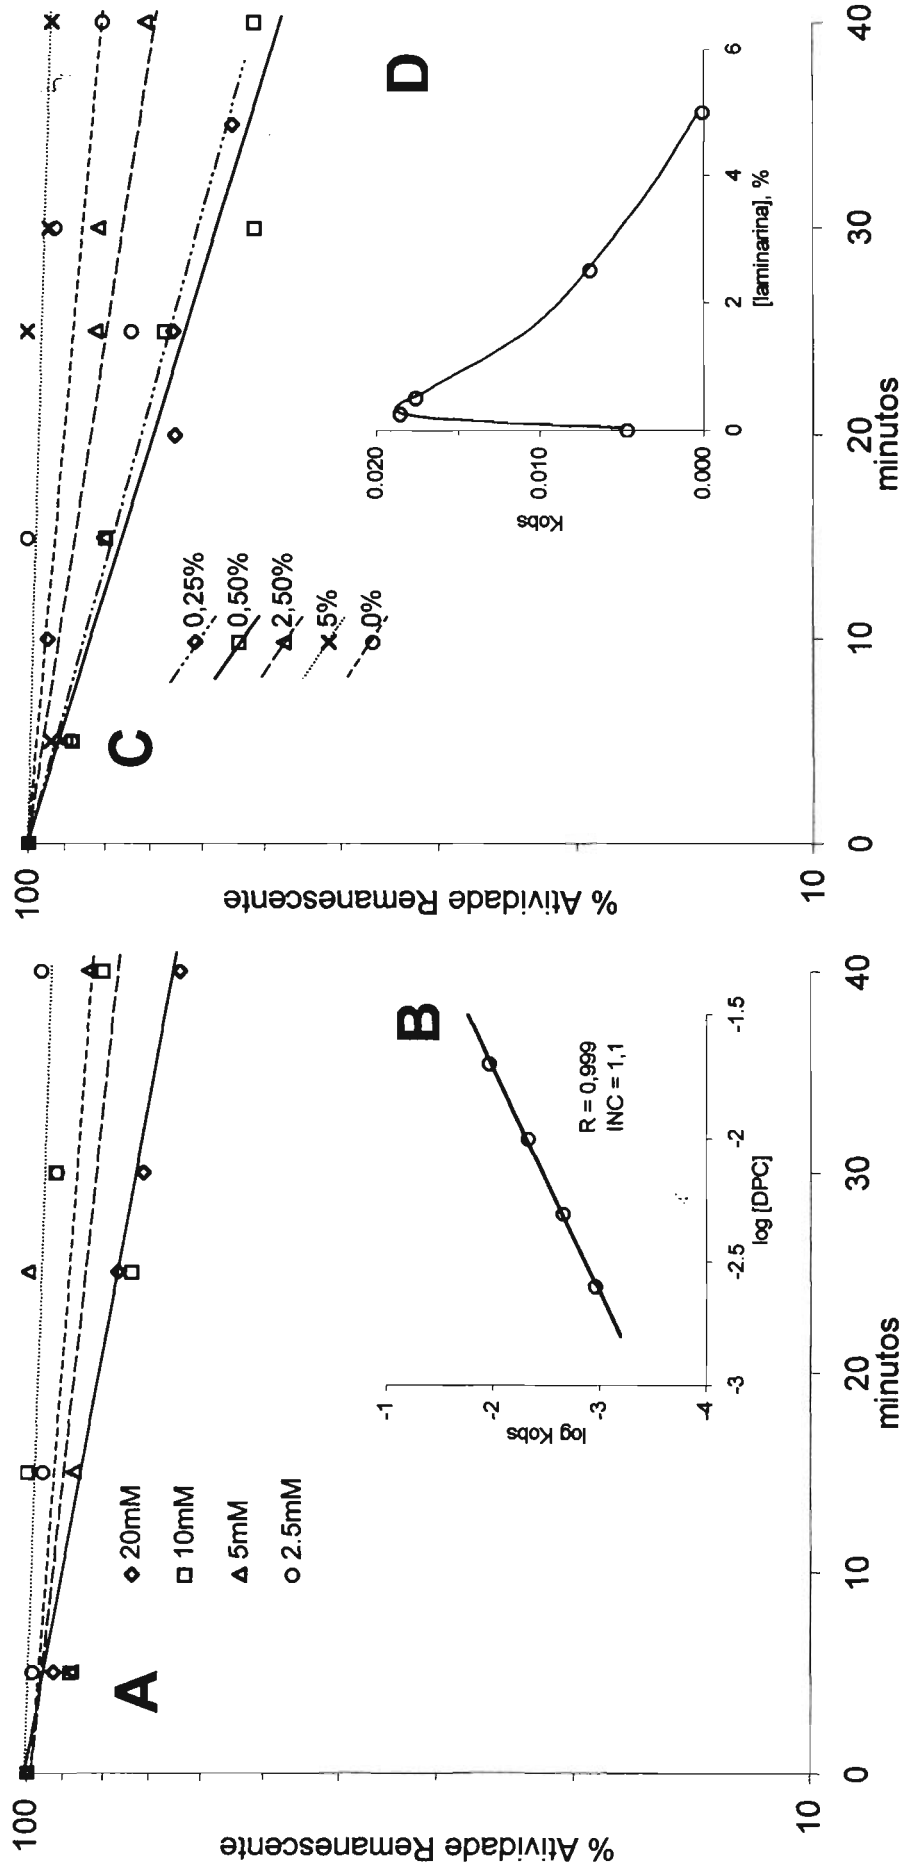 A
100
10
% Atividade Remanescente
0
10
20
30
40
minutos
20mM
10mM
5mM
2.5mM
B
-1
-2
-3
-4
log Kobs
-3
-2.5
-2
-1.5
log [DPC]
R = 0,999
INC = 1,1
C
100
10
% Atividade Remanescente
0
10
20
30
40
minutos
0,25%
0,50%
2,50%
5%
0%
D
0.020
0.010
0.000
Kobs
0
2
4
6
[laminarina], %